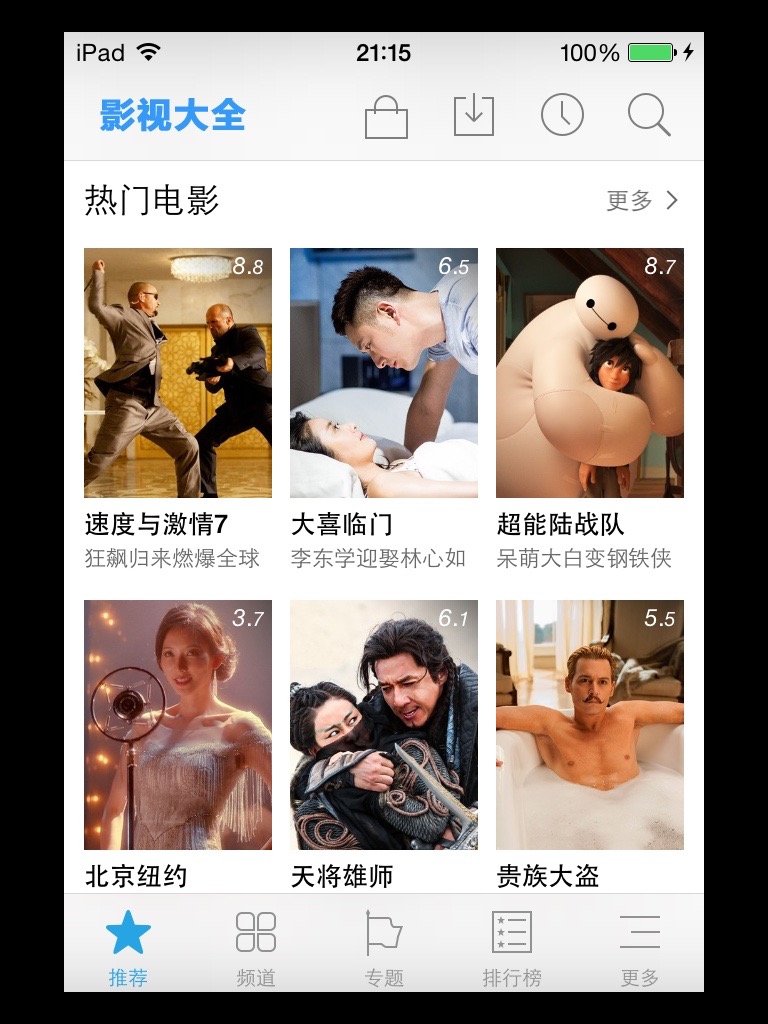 iPad 21:15 100%
影视大全
热门电影 更多
8.8 6.5 8.7
速度与激情7 大喜临门 超能陆战队
狂飙归来燃爆全球 李东学迎娶林心如 呆萌大白变钢铁侠
3.7 6.1 5.5
北京纽约 天将雄师 贵族大盗
推荐 频道 专题 排行榜 更多